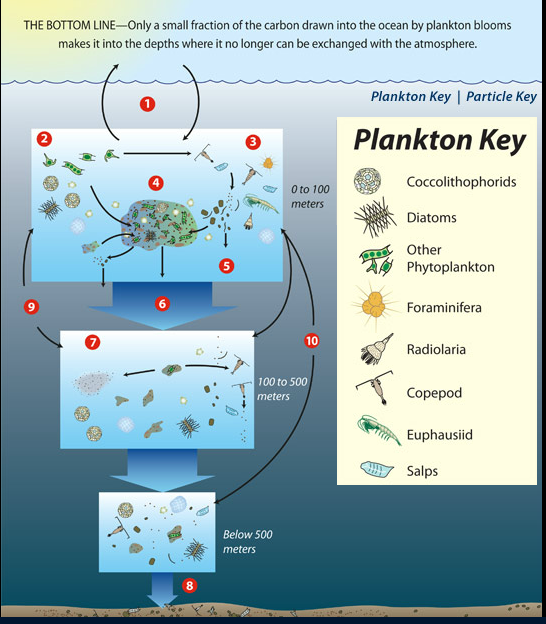 THE BOTTOM LINE—Only a small fraction of the carbon drawn into the ocean by plankton blooms
makes it into the depths where it no longer can be exchanged with the atmosphere.
Plankton Key | Particle Key
1
2
3
4
5
6
7
8
9
10
0 to 100
meters
100 to 500
meters
Below 500
meters
Plankton Key
Coccolithophorids
Diatoms
Other
Phytoplankton
Foraminifera
Radiolaria
Copepod
Euphausiid
Salps